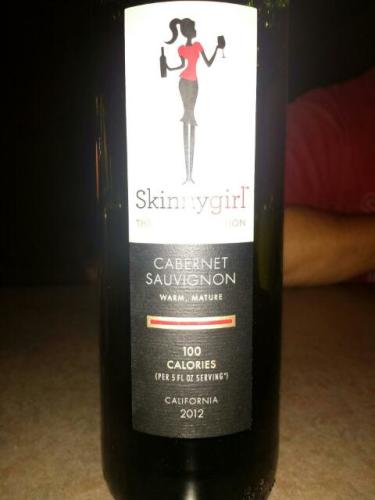 Skinnygirl™
CABERNET
SAUVIGNON
WARM, MATURE
100
CALORIES
(PER 5 FL OZ SERVING*)
CALIFORNIA
2012